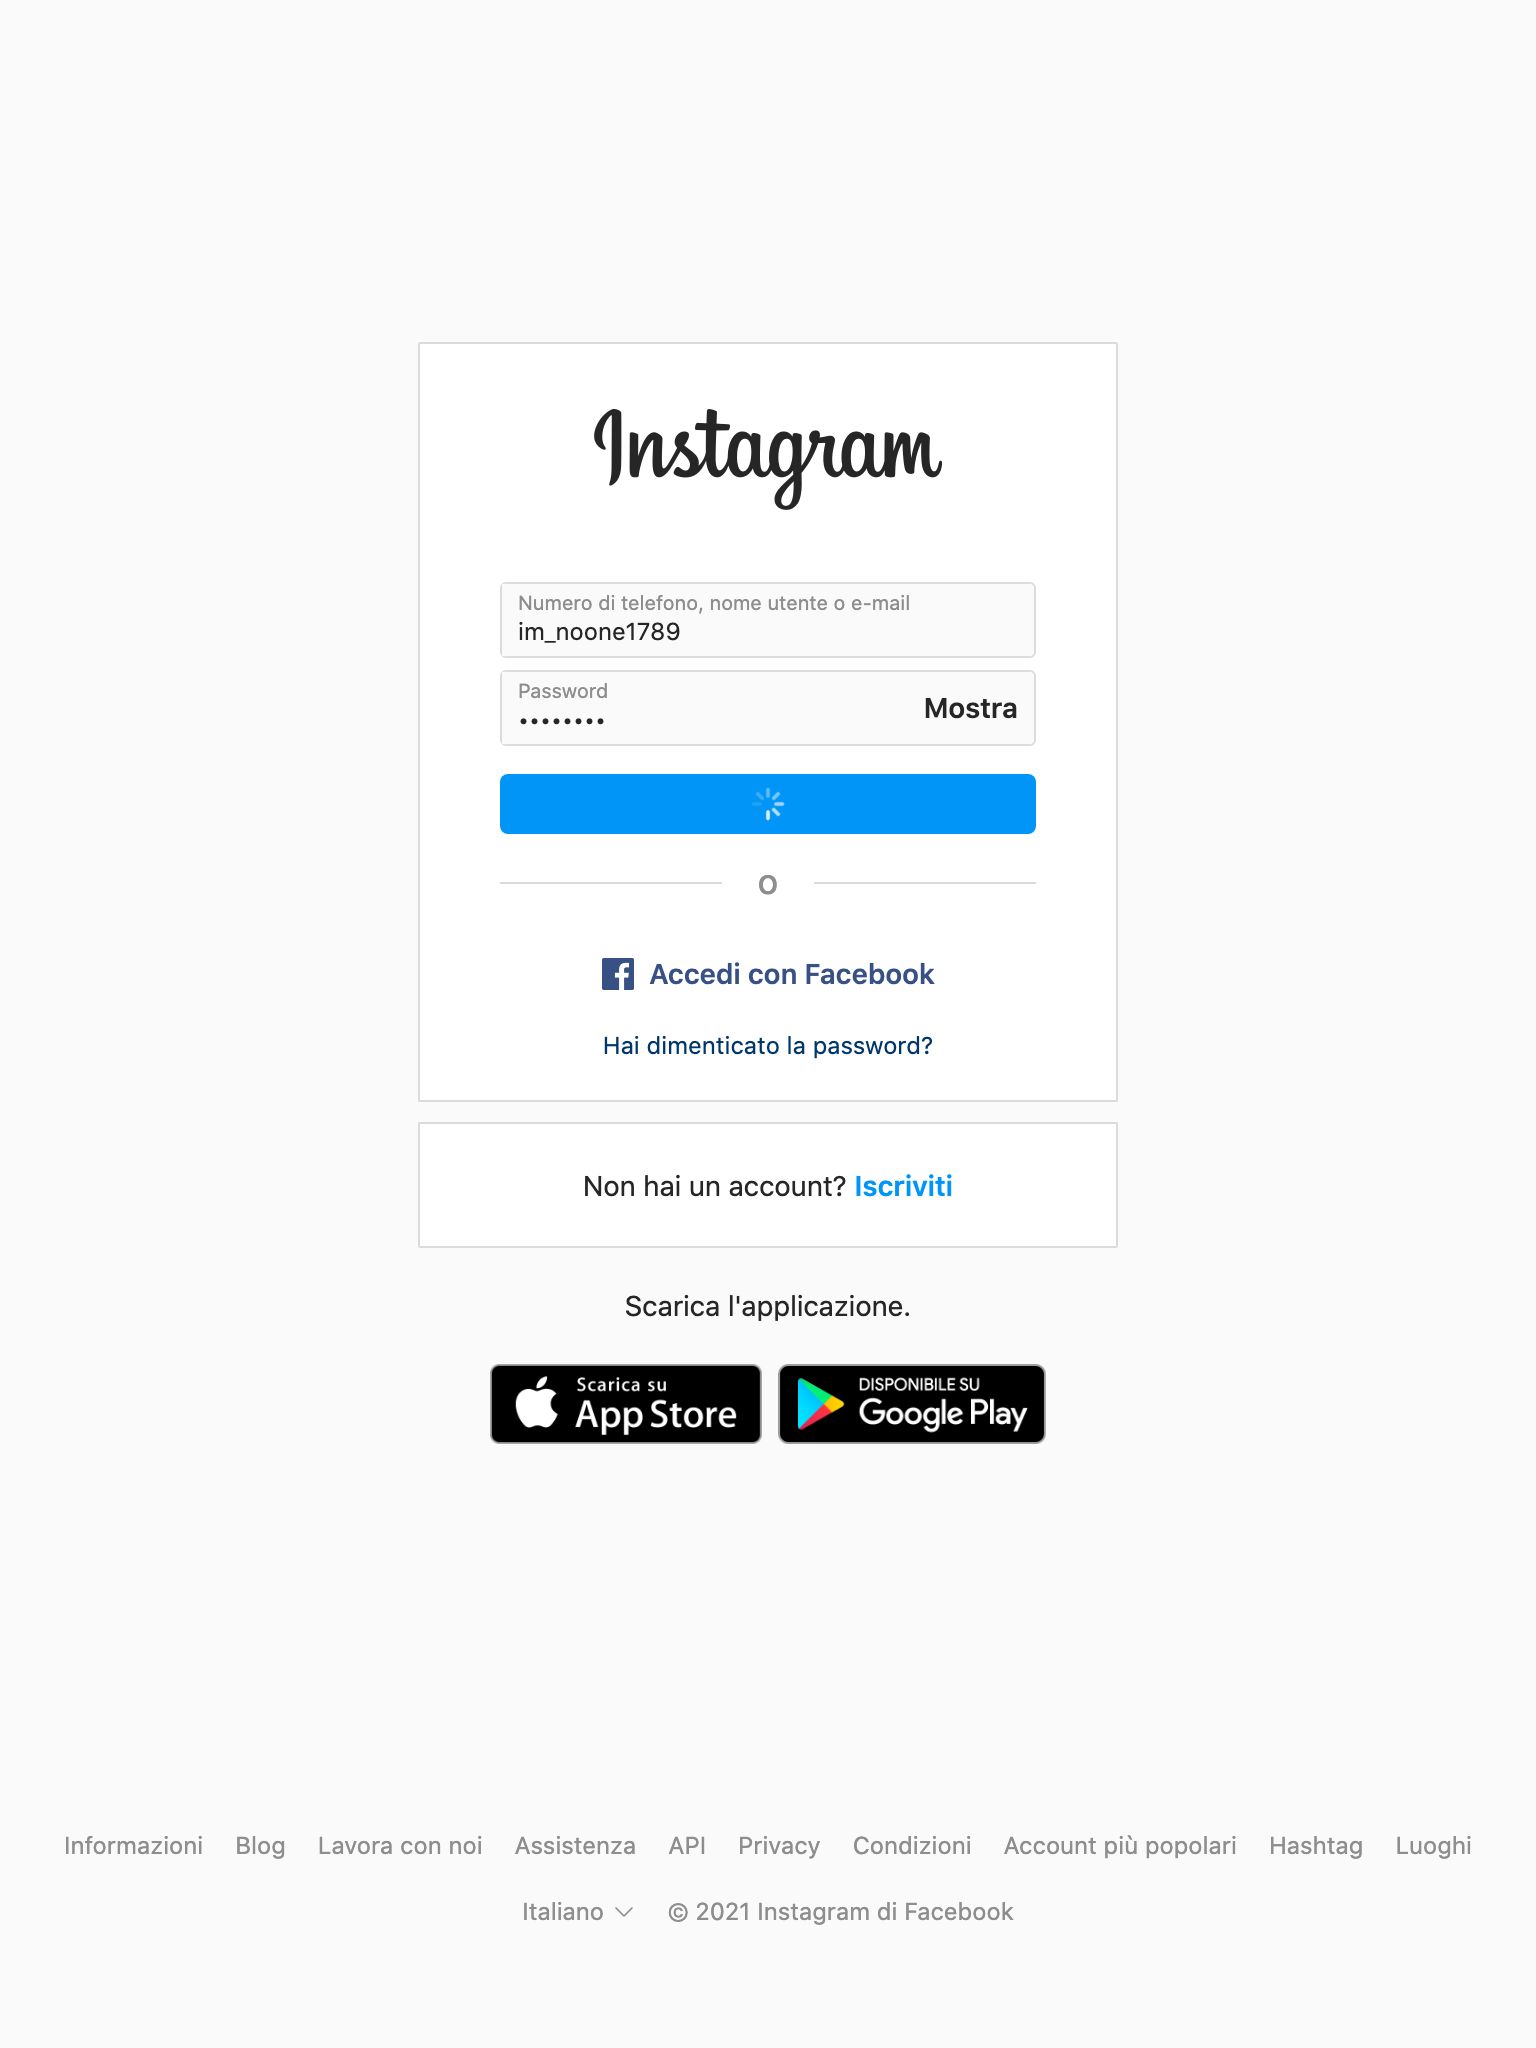 Instagram
Numero di telefono, nome utente o e-mail
im_noone1789
Password
••••••••
Mostra
O
Accedi con Facebook
Hai dimenticato la password?
Non hai un account? Iscriviti
Scarica l'applicazione.
Scarica su
App Store
DISPONIBILE SU
Google Play
Informazioni Blog Lavora con noi Assistenza API Privacy Condizioni Account più popolari Hashtag Luoghi
Italiano © 2021 Instagram di Facebook